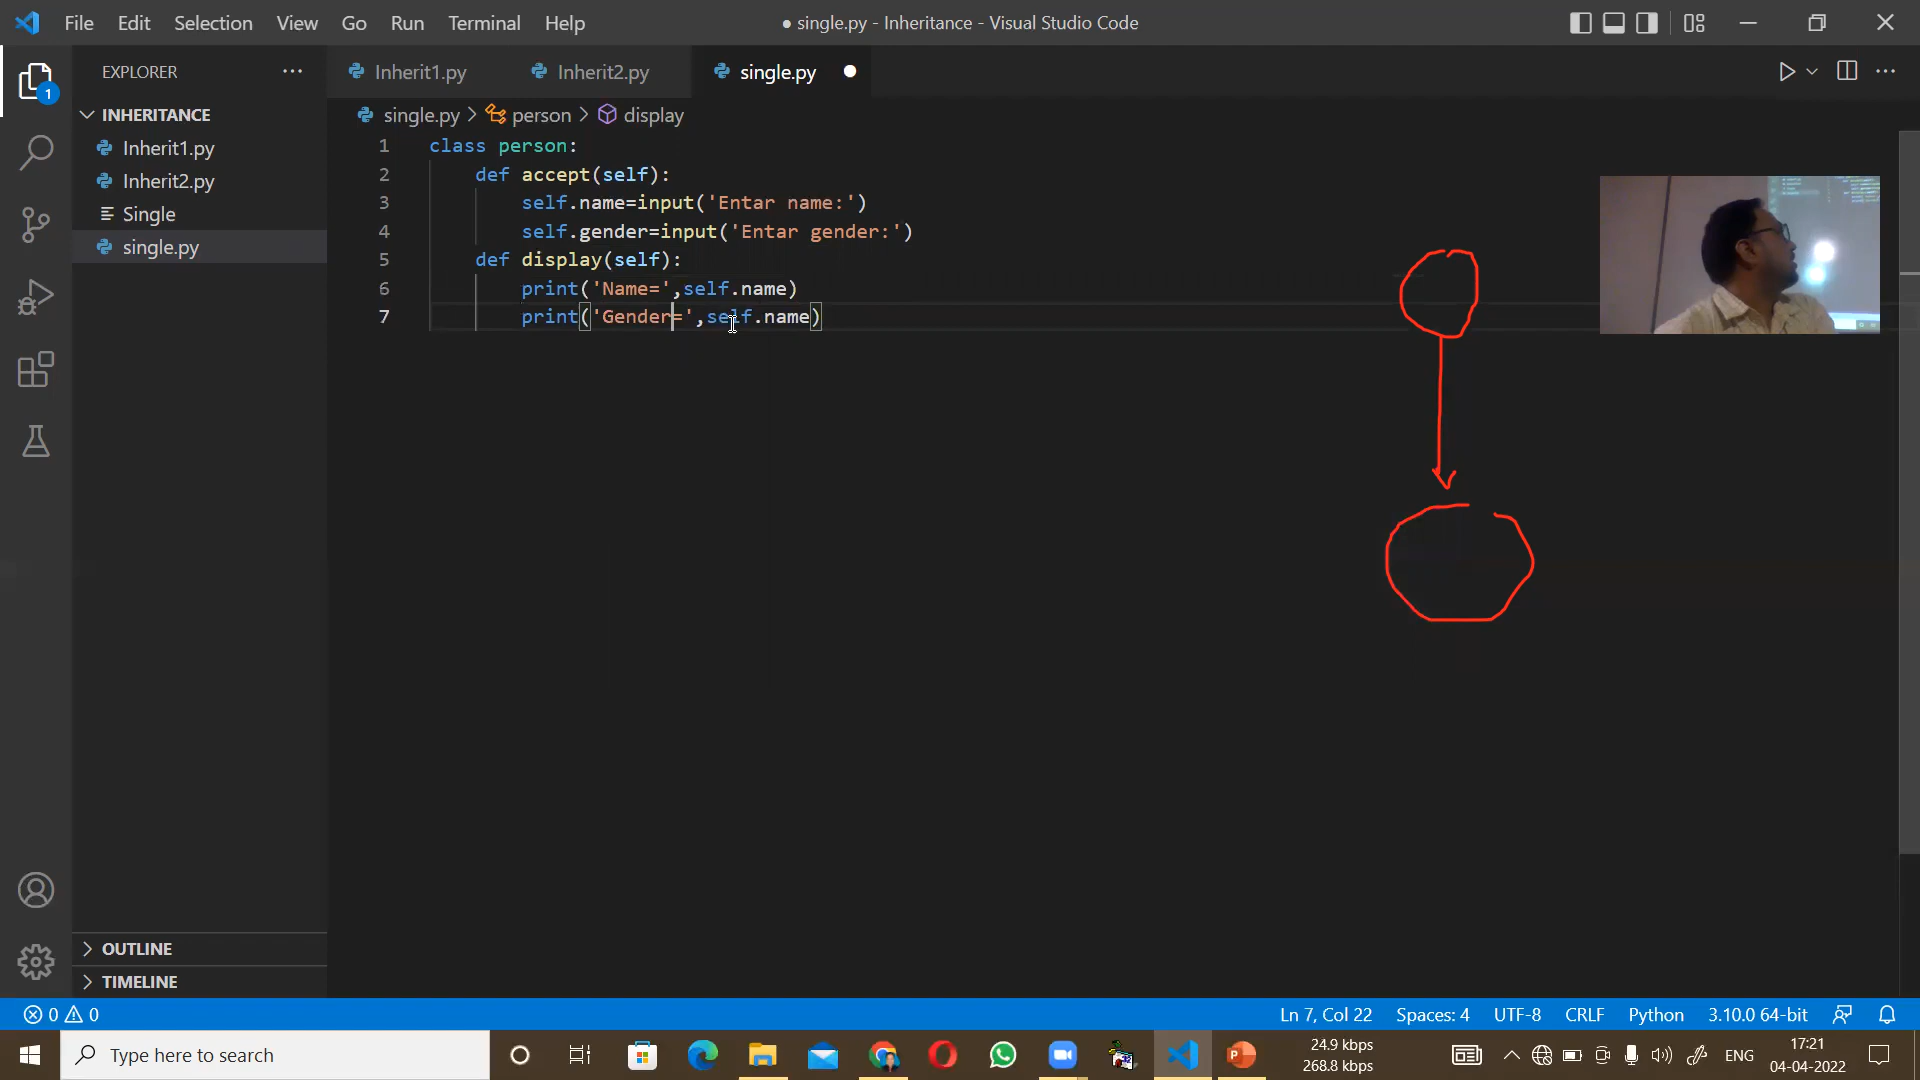 File Edit Selection View Go Run Terminal Help
● single.py - Inheritance - Visual Studio Code
EXPLORER
Inherit1.py Inherit2.py single.py
INHERITANCE
Inherit1.py
Inherit2.py
Single
single.py
single.py > person > display
1 class person:
2 def accept(self):
3 self.name=input('Entar name:')
4 self.gender=input('Entar gender:')
5 def display(self):
6 print('Name=',self.name)
7 print('Gender=',self.name)
1
OUTLINE
TIMELINE
0 0
Ln 7, Col 22 Spaces: 4 UTF-8 CRLF Python 3.10.0 64-bit
Type here to search
24.9 kbps
268.8 kbps
ENG
17:21
04-04-2022